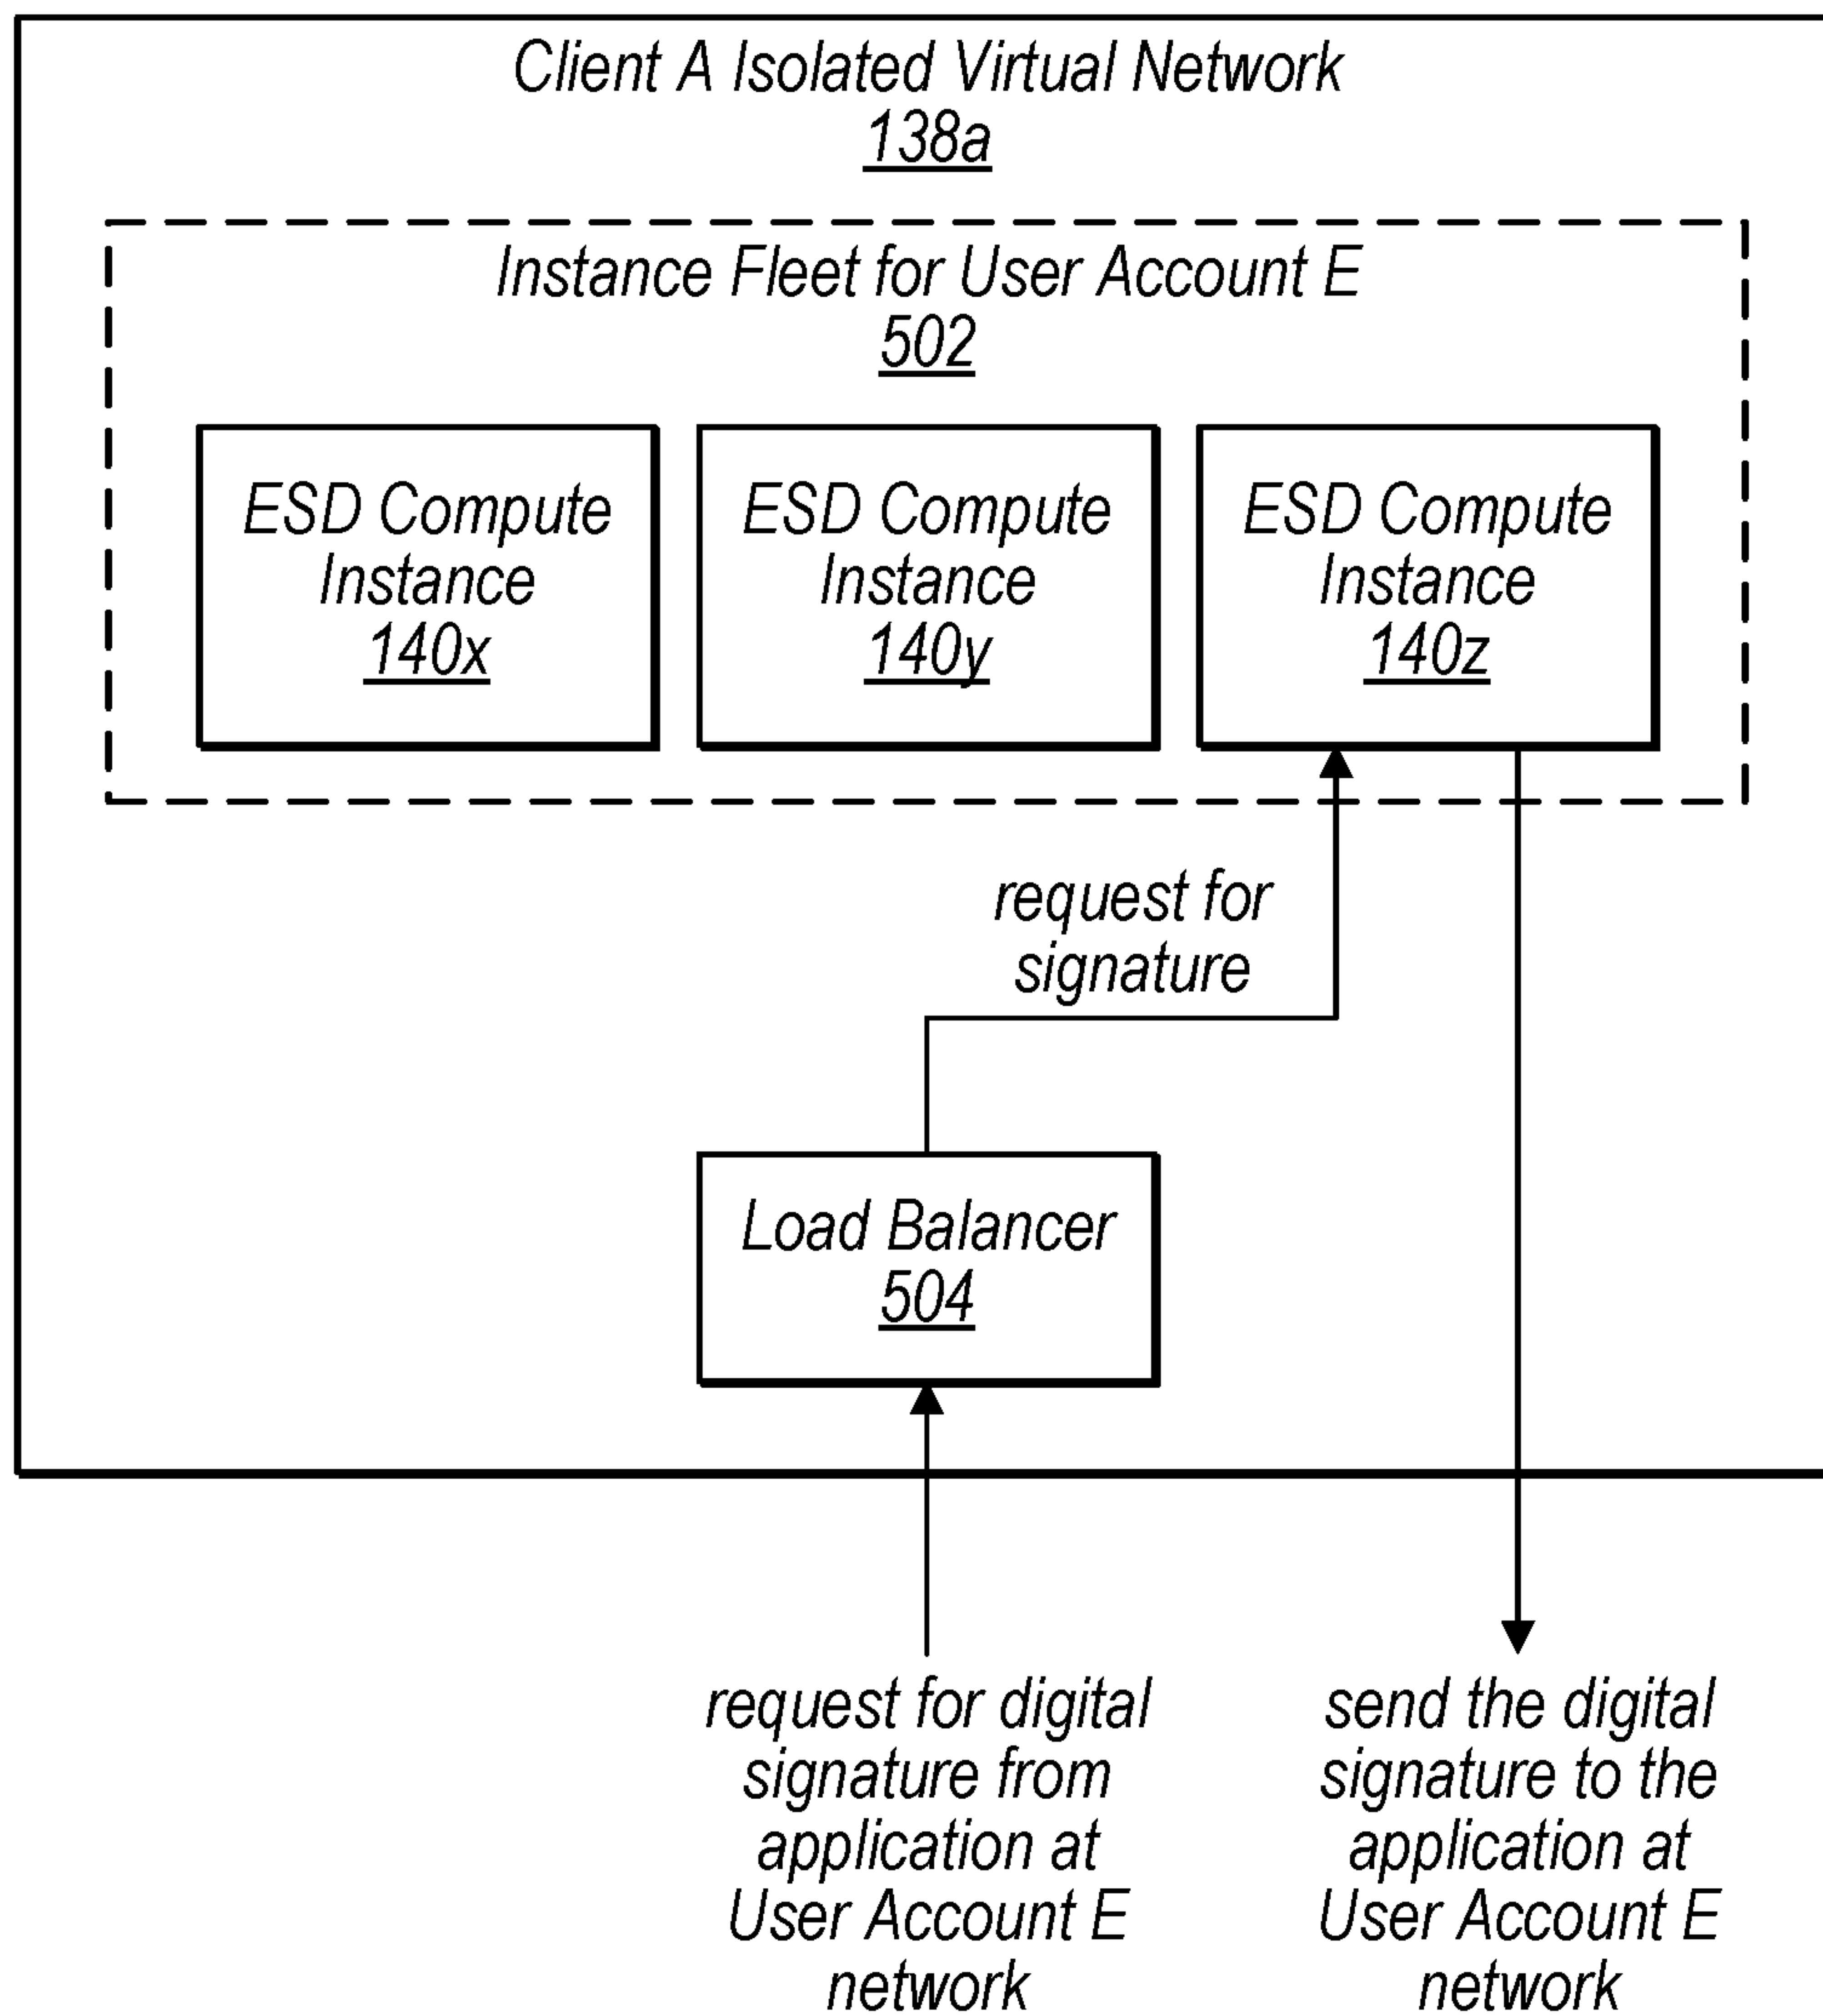 Client A Isolated Virtual Network
138a
Instance Fleet for User Account E
502
ESD Compute
Instance
140x
ESD Compute
Instance
140y
ESD Compute
Instance
140z
request for
signature
Load Balancer
504
request for digital
signature from
application at
User Account E
network
send the digital
signature to the
application at
User Account E
network